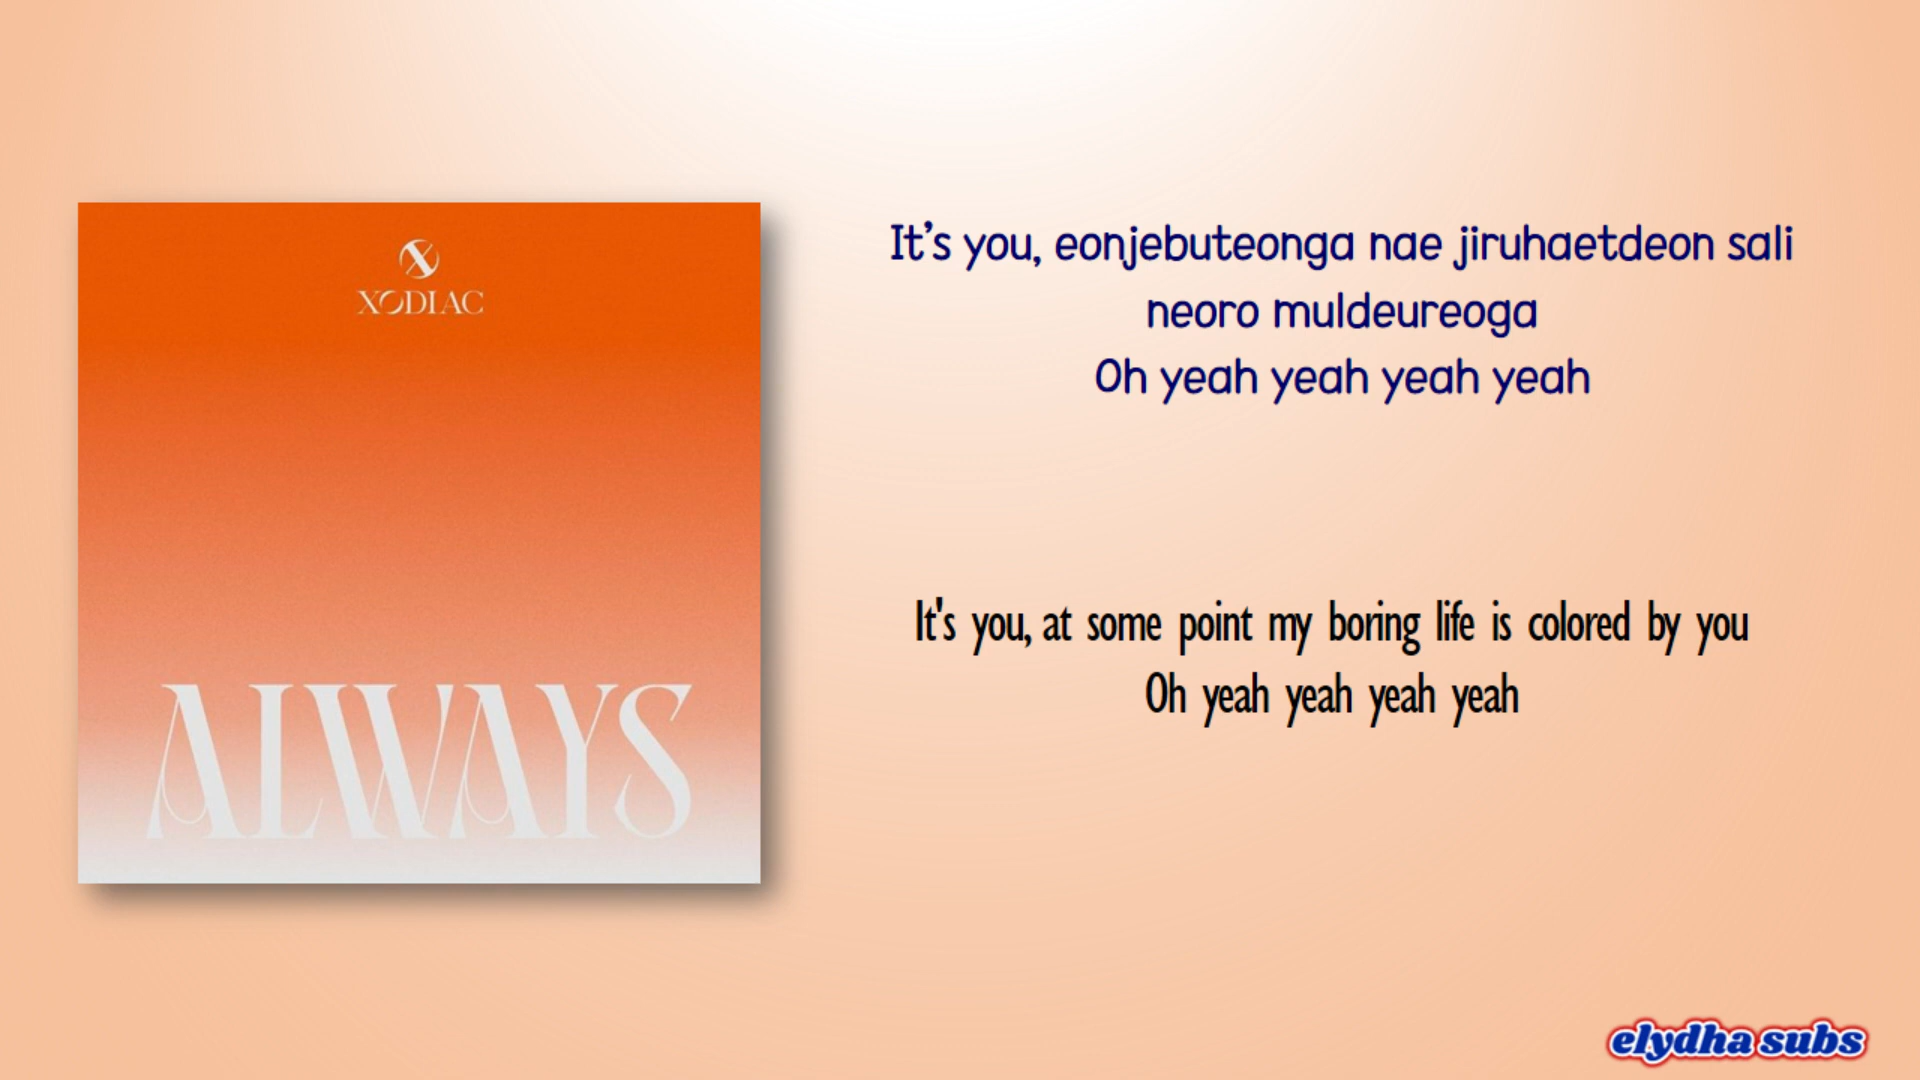 XODIAC
ALWAYS
It’s you, eonjebuteonga nae jiruhaetdeon sali
neoro muldeureoga
Oh yeah yeah yeah yeah
It's you, at some point my boring life is colored by you
Oh yeah yeah yeah yeah
elydha subs